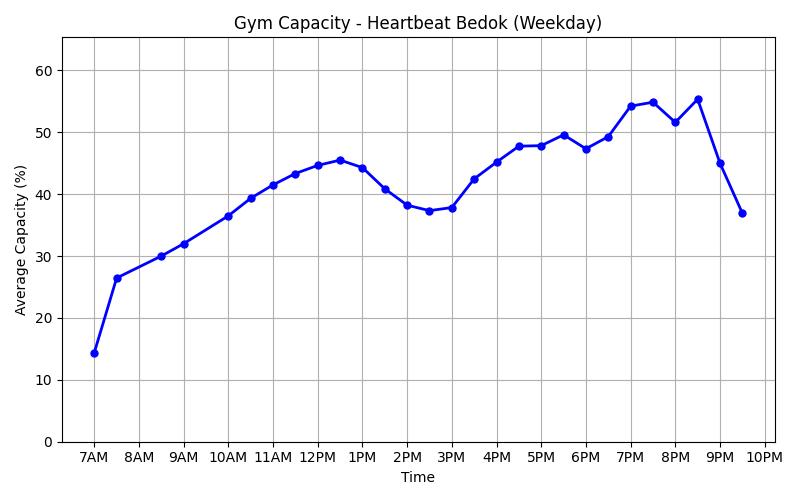 Gym Capacity - Heartbeat Bedok (Weekday)
Average Capacity (%)
60
50
40
30
20
10
0
7AM 8AM 9AM 10AM 11AM 12PM 1PM 2PM 3PM 4PM 5PM 6PM 7PM 8PM 9PM 10PM
Time